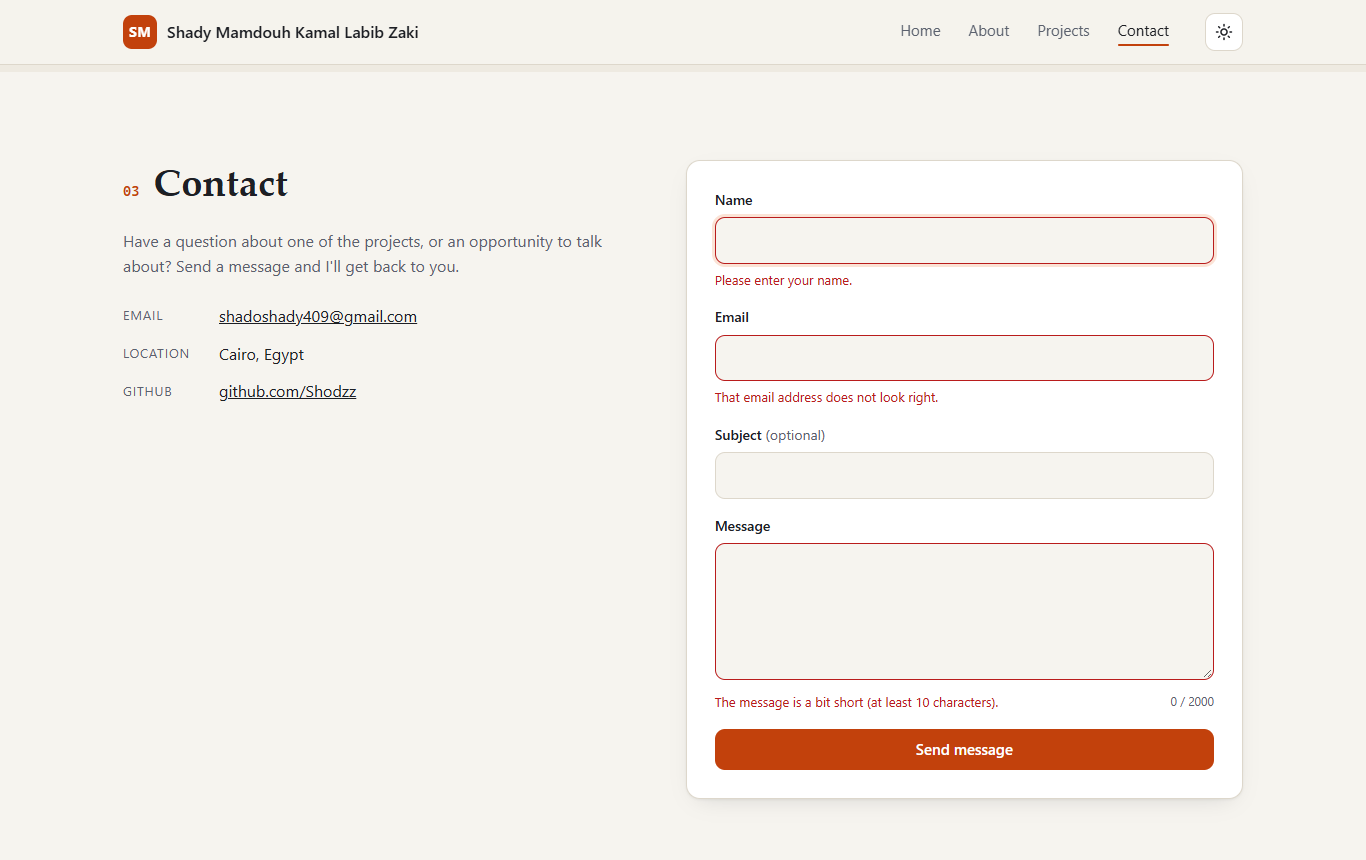 SM
Shady Mamdouh Kamal Labib Zaki
Home
About
Projects
Contact
03
Contact
Have a question about one of the projects, or an opportunity to talk
about? Send a message and I'll get back to you.
EMAIL
shadoshady409@gmail.com
LOCATION
Cairo, Egypt
GITHUB
github.com/Shodzz
Name
Please enter your name.
Email
That email address does not look right.
Subject (optional)
Message
The message is a bit short (at least 10 characters).
0 / 2000
Send message